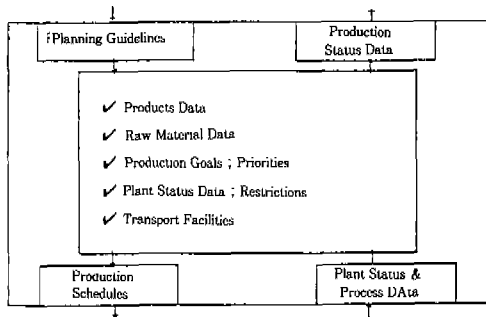 Planning Guidelines
Production
Status Data
✓ Products Data
✓ Raw Material Data
✓ Production Goals ; Priorities
✓ Plant Status Data ; Restrictions
✓ Transport Facilities
Production
Schedules
Plant Status &
Process DAta